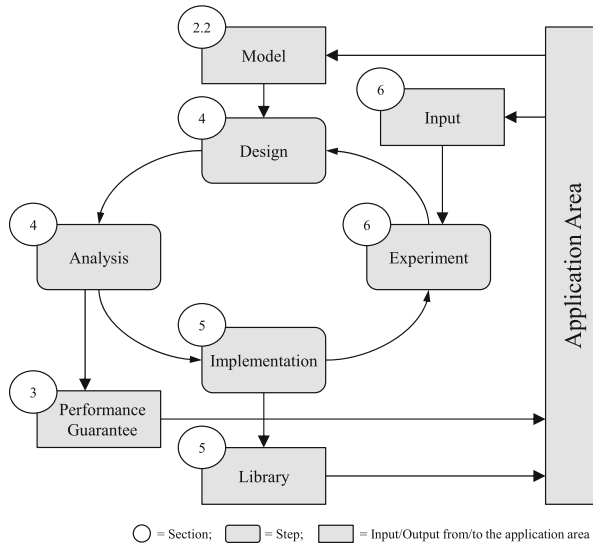 2.2
Model
6
Input
4
Design
4
Analysis
6
Experiment
5
Implementation
3
Performance
Guarantee
5
Library
Application Area
= Section;
= Step;
= Input/Output from/to the application area